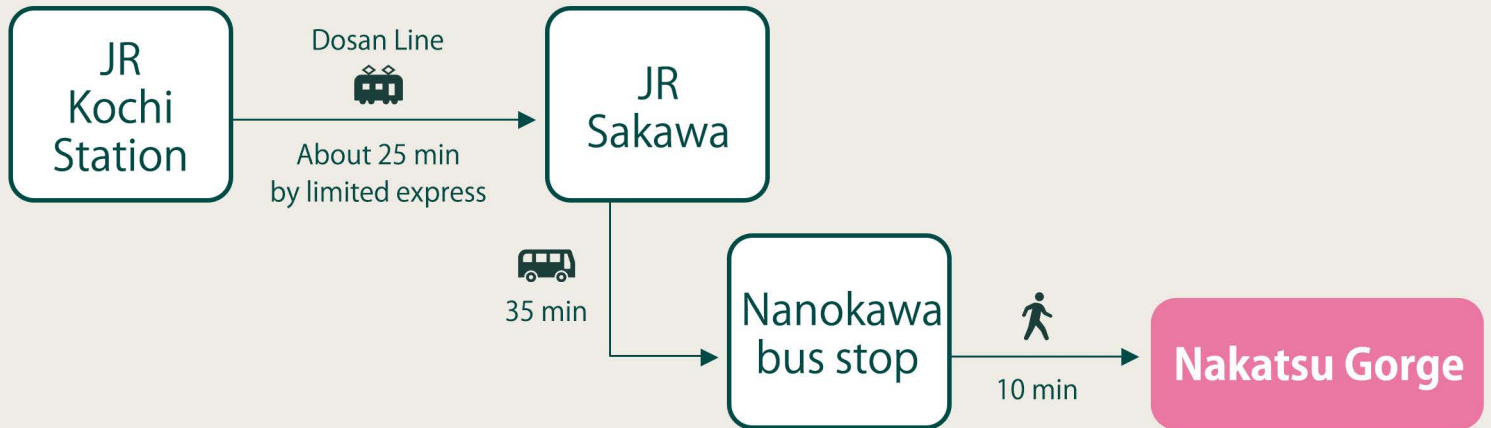 JR
Kochi
Station
Dosan Line
About 25 min
by limited express
JR
Sakawa
35 min
Nanokawa
bus stop
10 min
Nakatsu Gorge